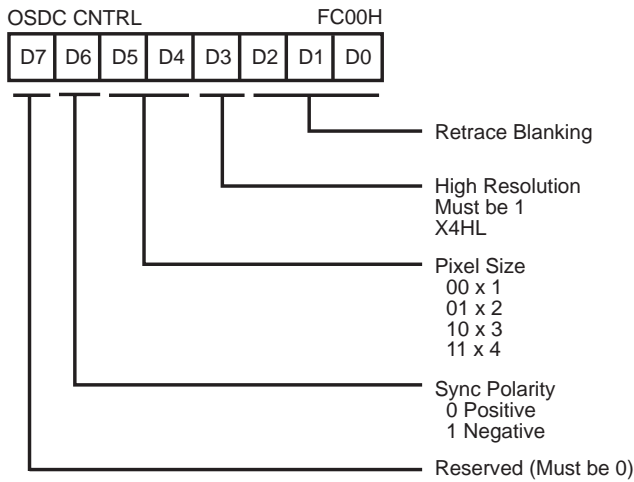 OSDC CNTRL FC00H
D7 D6 D5 D4 D3 D2 D1 D0
Retrace Blanking
High Resolution
Must be 1
X4HL
Pixel Size
00 x 1
01 x 2
10 x 3
11 x 4
Sync Polarity
0 Positive
1 Negative
Reserved (Must be 0)